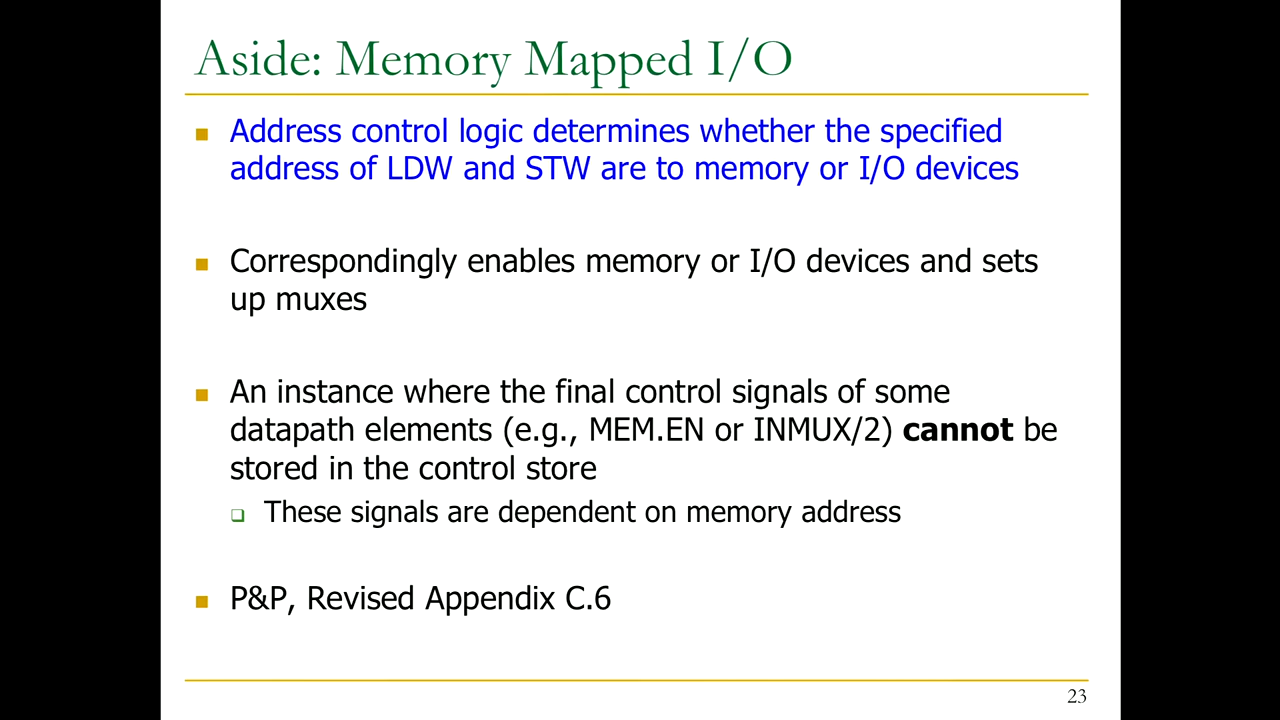 Aside: Memory Mapped I/O
Address control logic determines whether the specified
address of LDW and STW are to memory or I/O devices
Correspondingly enables memory or I/O devices and sets
up muxes
An instance where the final control signals of some
datapath elements (e.g., MEM.EN or INMUX/2) cannot be
stored in the control store
These signals are dependent on memory address
P&P, Revised Appendix C.6
23